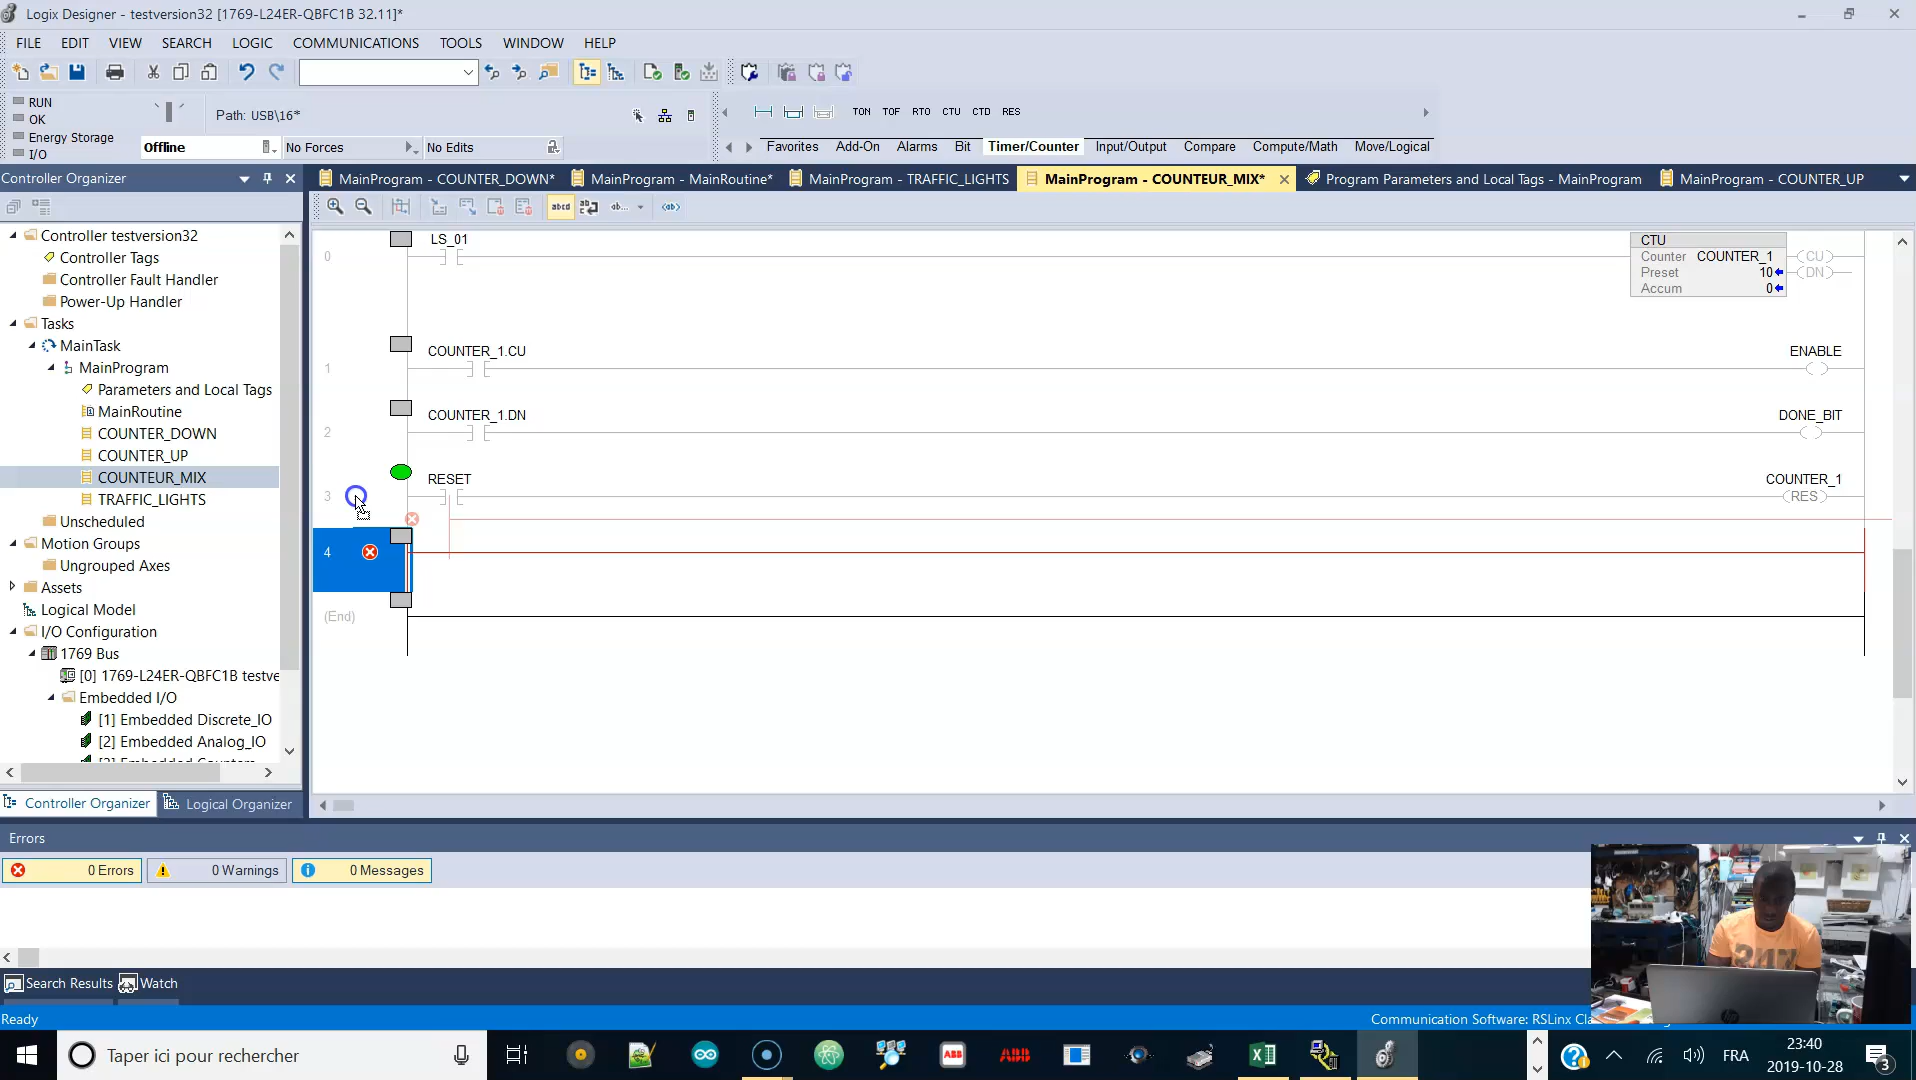 Logix Designer - testversion32 [1769-L24ER-QBFC1B 32.11]*
FILE EDIT VIEW SEARCH LOGIC COMMUNICATIONS TOOLS WINDOW HELP
RUN
OK
Energy Storage
I/O
Path: USB\16*
Offline
No Forces
No Edits
TON TOF RTO CTU CTD RES
Favorites Add-On Alarms Bit Timer/Counter Input/Output Compare Compute/Math Move/Logical
Controller Organizer
MainProgram - COUNTER_DOWN* MainProgram - MainRoutine* MainProgram - TRAFFIC_LIGHTS MainProgram - COUNTEUR_MIX* Program Parameters and Local Tags - MainProgram MainProgram - COUNTER_UP
Controller testversion32
Controller Tags
Controller Fault Handler
Power-Up Handler
Tasks
MainTask
MainProgram
Parameters and Local Tags
MainRoutine
COUNTER_DOWN
COUNTER_UP
COUNTEUR_MIX
TRAFFIC_LIGHTS
Unscheduled
Motion Groups
Ungrouped Axes
Assets
Logical Model
I/O Configuration
1769 Bus
[0] 1769-L24ER-QBFC1B testve
Embedded I/O
[1] Embedded Discrete_IO
[2] Embedded Analog_IO
Controller Organizer Logical Organizer
0 LS_01
CTU
Counter COUNTER_1 CU
Preset 10 DN
Accum 0
1 COUNTER_1.CU ENABLE
2 COUNTER_1.DN DONE_BIT
3 RESET COUNTER_1
RES
4
(End)
Errors
0 Errors 0 Warnings 0 Messages
Search Results Watch
Ready
Communication Software: RSLinx
Taper ici pour rechercher
ABB ABB
FRA
23:40
2019-10-28
3